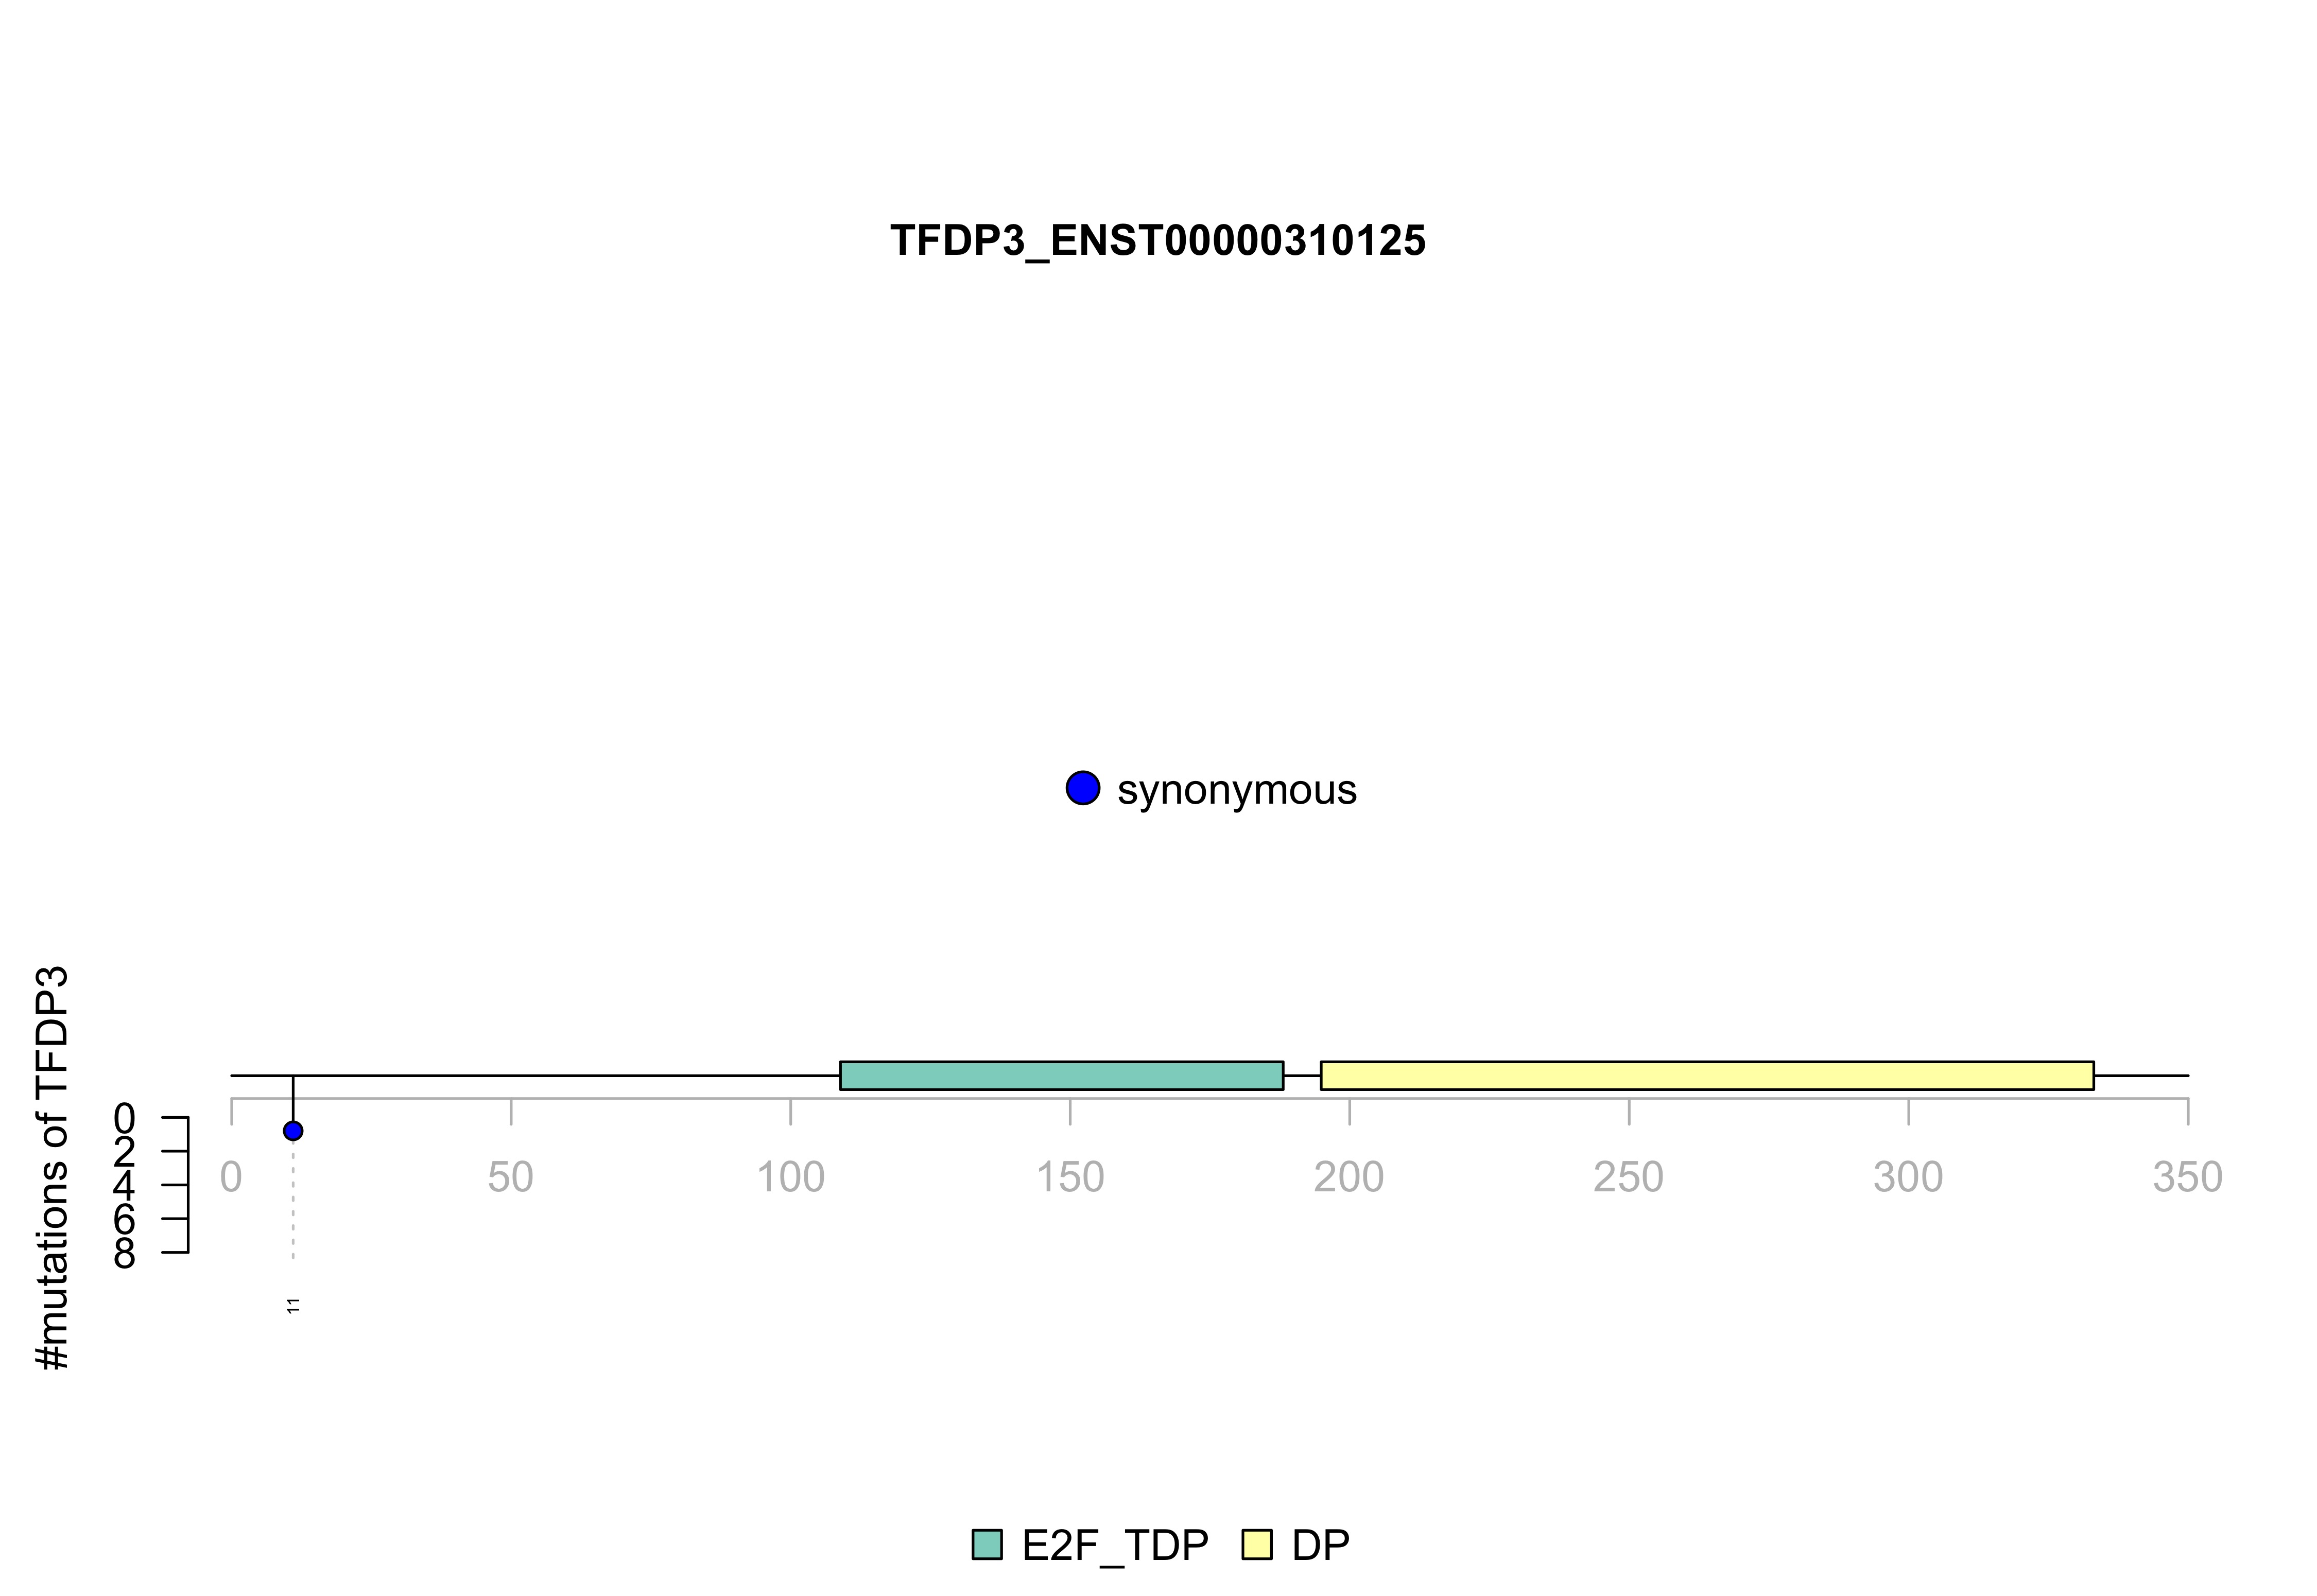 TFDP3_ENST00000310125
synonymous
#mutations of TFDP3
0
2
4
6
8
0 50 100 150 200 250 300 350
11
E2F_TDP DP